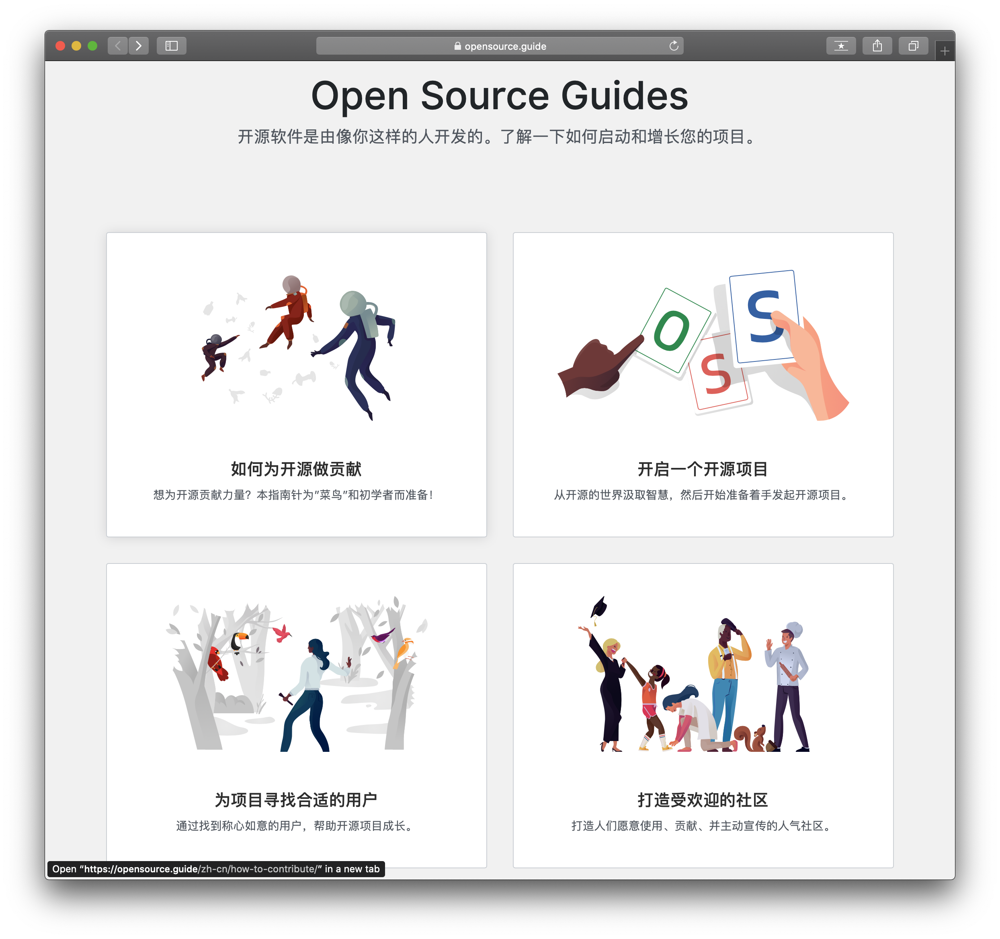 opensource.guide
Open Source Guides
开源软件是由像你这样的人开发的。了解一下如何启动和增长您的项目。
O
S
S
如何为开源做贡献
想为开源贡献力量？本指南针为"菜鸟"和初学者而准备！
开启一个开源项目
从开源的世界汲取智慧，然后开始准备着手发起开源项目。
为项目寻找合适的用户
通过找到称心如意的用户，帮助开源项目成长。
打造受欢迎的社区
打造人们愿意使用、贡献、并主动宣传的人气社区。
Open “https://opensource.guide/zh-cn/how-to-contribute/” in a new tab